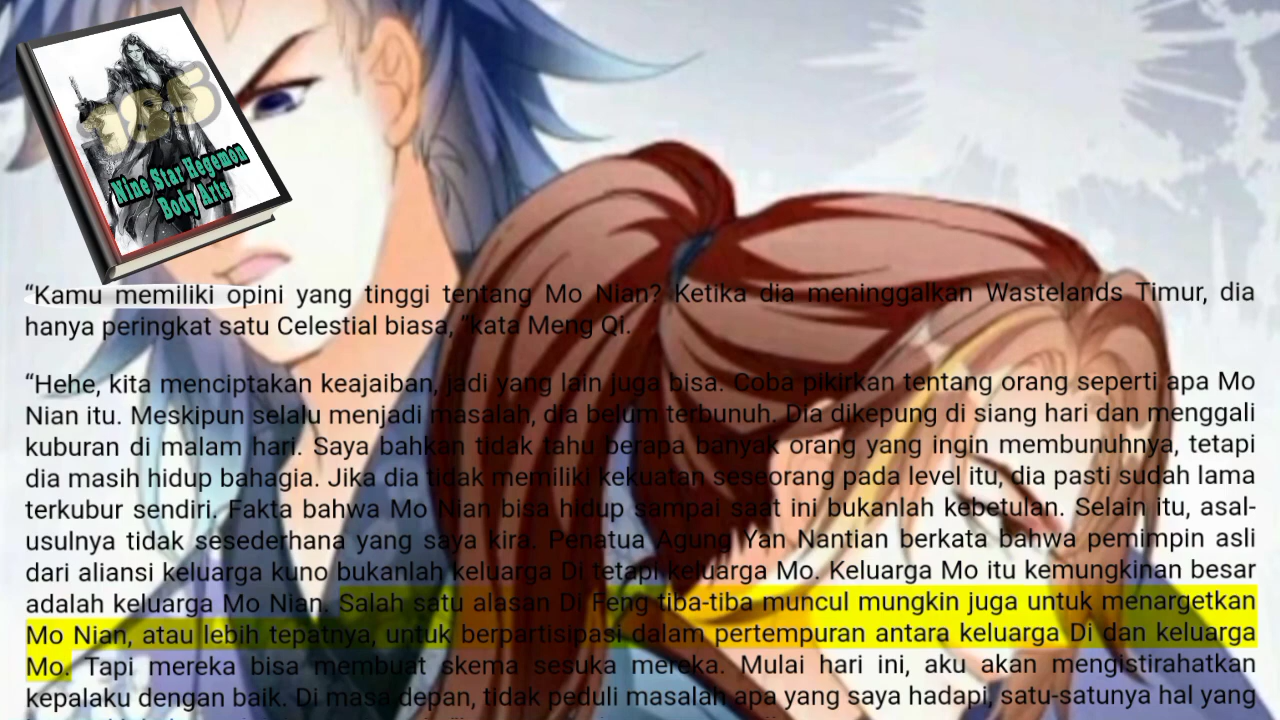 195
Nine Star Hegemon
Body Arts
“Kamu memiliki opini yang tinggi tentang Mo Nian? Ketika dia meninggalkan Wastelands Timur, dia
hanya peringkat satu Celestial biasa, “kata Meng Qi.
“Hehe, kita menciptakan keajaiban, jadi yang lain juga bisa. Coba pikirkan tentang orang seperti apa Mo
Nian itu. Meskipun selalu menjadi masalah, dia belum terbunuh. Dia dikepung di siang hari dan menggali
kuburan di malam hari. Saya bahkan tidak tahu berapa banyak orang yang ingin membunuhnya, tetapi
dia masih hidup bahagia. Jika dia tidak memiliki kekuatan seseorang pada level itu, dia pasti sudah lama
terkubur sendiri. Fakta bahwa Mo Nian bisa hidup sampai saat ini bukanlah kebetulan. Selain itu, asal-
usulnya tidak sesederhana yang saya kira. Penatua Agung Yan Nantian berkata bahwa pemimpin asli
dari aliansi keluarga kuno bukanlah keluarga Di tetapi keluarga Mo. Keluarga Mo itu kemungkinan besar
adalah keluarga Mo Nian. Salah satu alasan Di Feng tiba-tiba muncul mungkin juga untuk menargetkan
Mo Nian, atau lebih tepatnya, untuk berpartisipasi dalam pertempuran antara keluarga Di dan keluarga
Mo. Tapi mereka bisa membuat skema sesuka mereka. Mulai hari ini, aku akan mengistirahatkan
kepalaku dengan baik. Di masa depan, tidak peduli masalah apa yang saya hadapi, satu-satunya hal yang